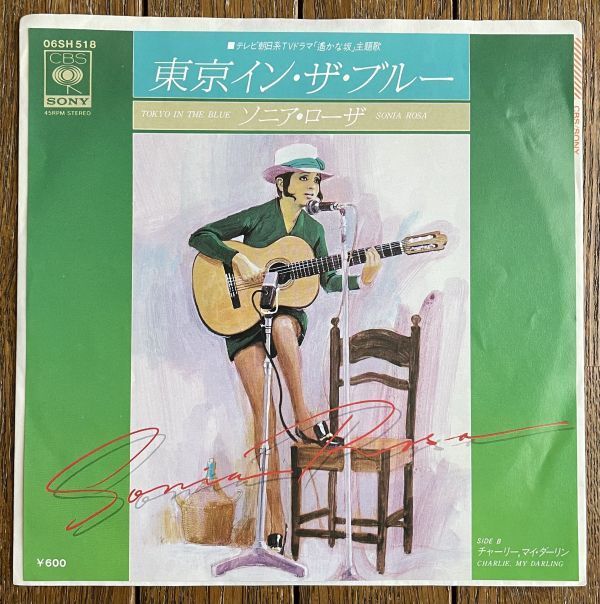 06SH 518
CBS
SONY
45RPM STEREO
■テレビ朝日系TVドラマ「遙かな坂」主題歌
東京イン・ザ・ブルー
TOKYO IN THE BLUE ソニア・ローザ SONIA ROSA
CBS/SONY
Sonia Rosa
SIDE B
チャーリー、マイ・ダーリン
CHARLIE, MY DARLING
¥600